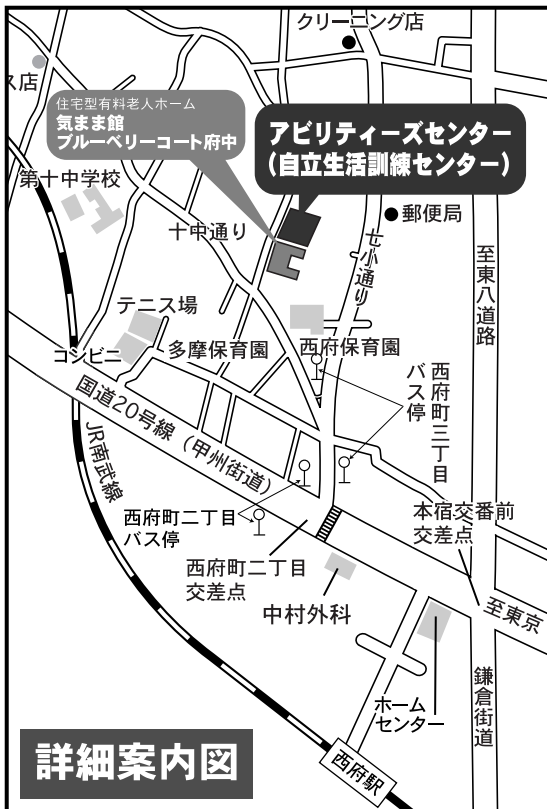 クリーニング店
ス店
住宅型有料老人ホーム
気まま館
ブルーベリーコート府中
アビリティーズセンター
(自立生活訓練センター)
第十中学校
郵便局
十中通り
七小通り
至東八道路
テニス場
コンビニ
多摩保育園
西府保育園
西府町三丁目
バス停
国道20号線(甲州街道)
JR南武線
西府町二丁目
バス停
本宿交番前
交差点
西府町二丁目
交差点
中村外科
至東京
ホーム
センター
鎌倉街道
西府駅
詳細案内図